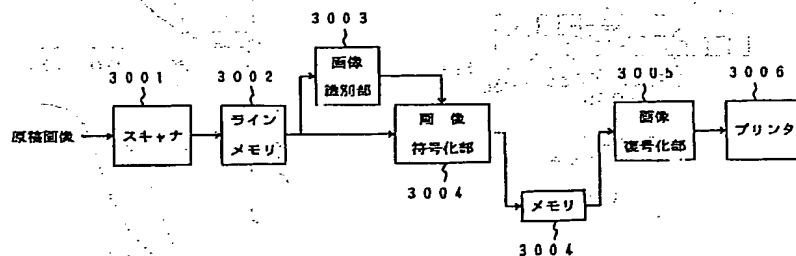 3003
画像
識別部
3001
3002
3005
3006
原稿画像
スキャナ
ライン
メモリ
画像
符号化部
画像
復号化部
プリンタ
3004
メモリ
3004